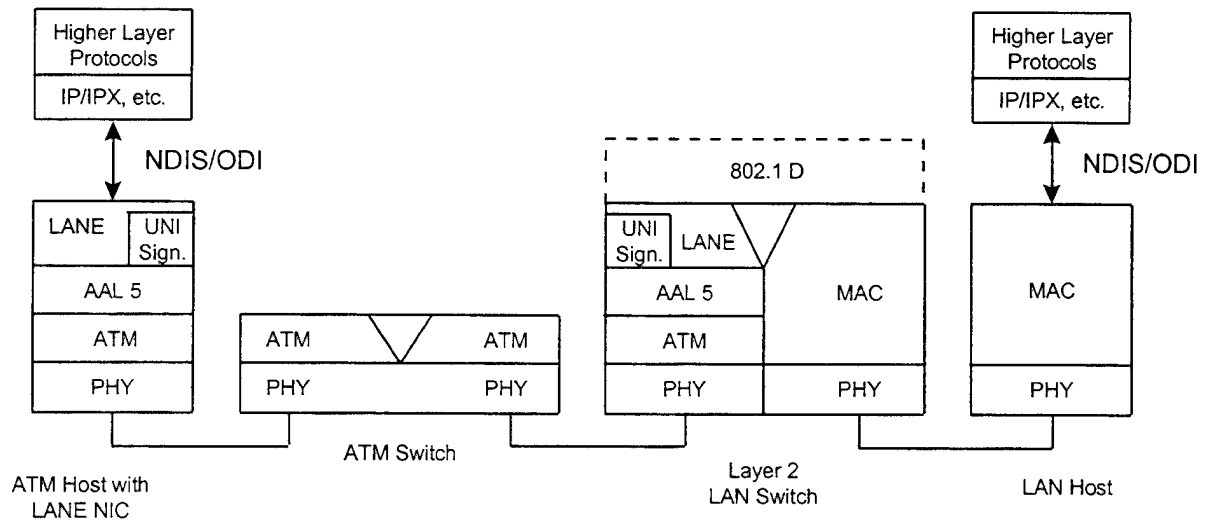 Higher Layer
Protocols
IP/IPX, etc.
NDIS/ODI
LANE
UNI
Sign.
AAL 5
ATM
PHY
ATM Host with
LANE NIC
ATM
ATM
PHY
PHY
ATM Switch
802.1 D
UNI
Sign.
LANE
AAL 5
ATM
PHY
MAC
PHY
Layer 2
LAN Switch
Higher Layer
Protocols
IP/IPX, etc.
NDIS/ODI
MAC
PHY
LAN Host